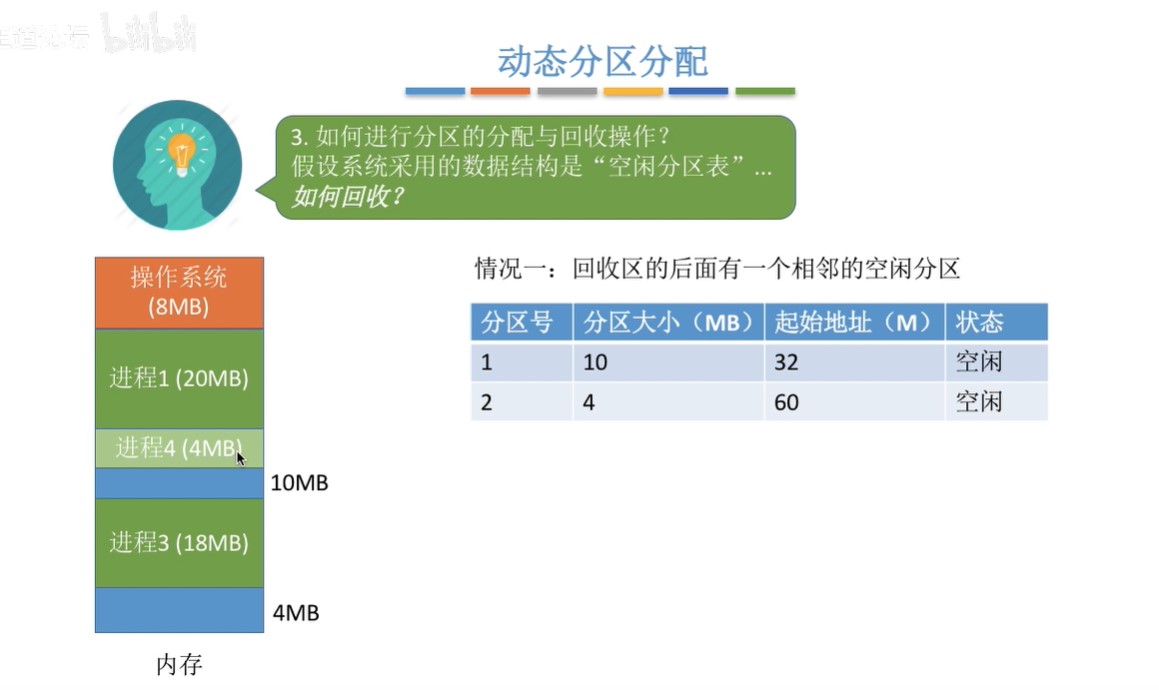 动态分区分配
3. 如何进行分区的分配与回收操作？
假设系统采用的数据结构是“空闲分区表”...
如何回收？
操作系统
(8MB)
进程1 (20MB)
进程4 (4MB)
10MB
进程3 (18MB)
4MB
内存
情况一：回收区的后面有一个相邻的空闲分区
分区号 分区大小（MB） 起始地址（M） 状态
1 10 32 空闲
2 4 60 空闲